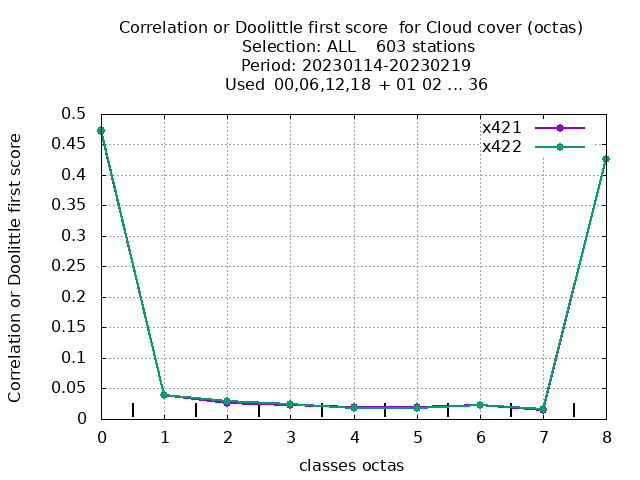 Correlation or Doolittle first score  for Cloud cover (octas)
Selection: ALL    603 stations
Period: 20230114-20230219
Used  00,06,12,18 + 01 02 ... 36
Correlation or Doolittle first score
0.5
0.45
0.4
0.35
0.3
0.25
0.2
0.15
0.1
0.05
0
x421
x422
0 1 2 3 4 5 6 7 8
classes octas